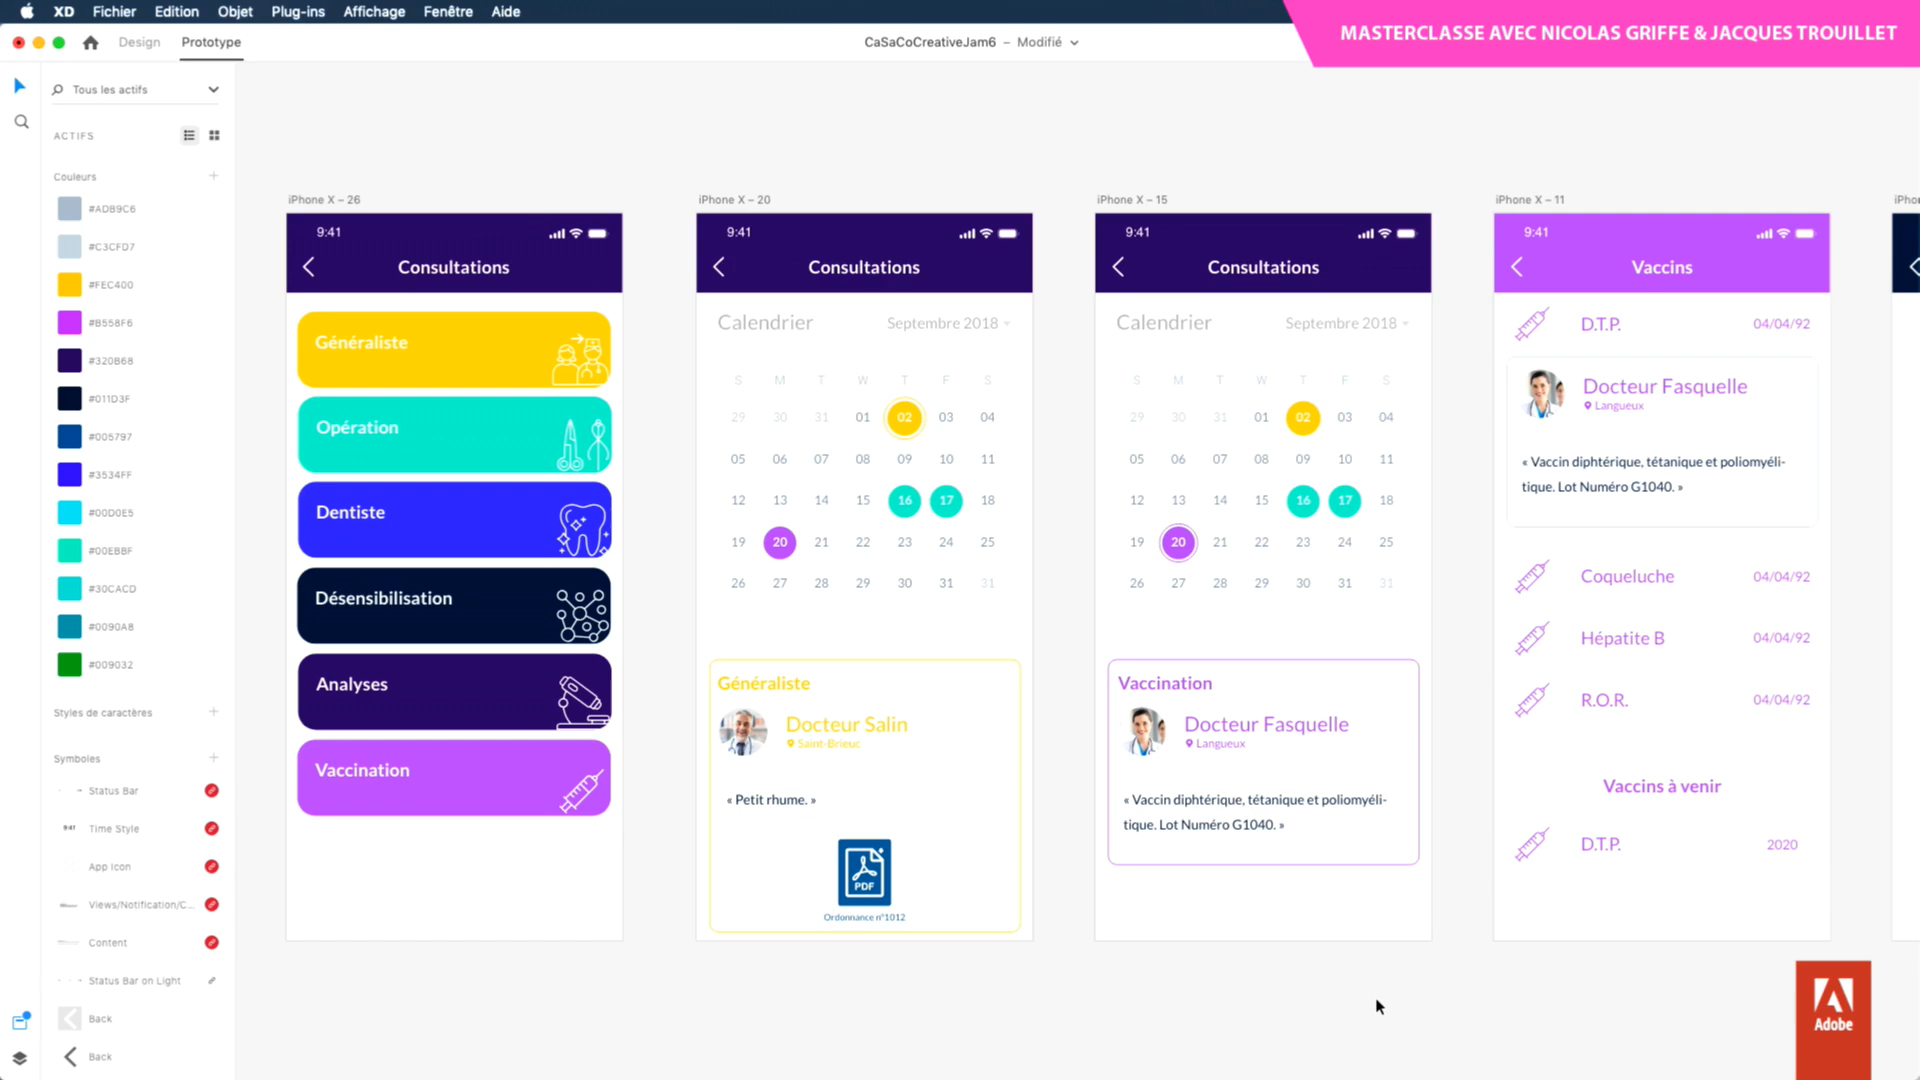 XD Fichier Edition Objet Plug-ins Affichage Fenêtre Aide
MASTERCLASSE AVEC NICOLAS GRIFFE & JACQUES TROUILLET
Design Prototype
CaSaCoCreativeJam6 – Modifié
Tous les actifs
ACTIFS
Couleurs
#ADB9C6
#C3CFD7
#FEC400
#B558F6
#320B68
#011D3F
#005797
#3534FF
#00D0E5
#00EBBF
#30CACD
#0090A8
#009032
Styles de caractères
Symboles
Status Bar
9:41 Time Style
App Icon
Views/Notification/C...
Content
Status Bar on Light
Back
Back
iPhone X – 26
9:41
Consultations
Généraliste
Opération
Dentiste
Désensibilisation
Analyses
Vaccination
iPhone X – 20
9:41
Consultations
Calendrier Septembre 2018
S M T W T F S
29 30 31 01 02 03 04
05 06 07 08 09 10 11
12 13 14 15 16 17 18
19 20 21 22 23 24 25
26 27 28 29 30 31 31
Généraliste
Docteur Salin
Saint-Brieuc
« Petit rhume. »
PDF
Ordonnance n°1012
iPhone X – 15
9:41
Consultations
Calendrier Septembre 2018
S M T W T F S
29 30 31 01 02 03 04
05 06 07 08 09 10 11
12 13 14 15 16 17 18
19 20 21 22 23 24 25
26 27 28 29 30 31 31
Vaccination
Docteur Fasquelle
Langueux
« Vaccin diphtérique, tétanique et poliomyéli-
tique. Lot Numéro G1040. »
iPhone X – 11
9:41
Vaccins
D.T.P. 04/04/92
Docteur Fasquelle
Langueux
« Vaccin diphtérique, tétanique et poliomyéli-
tique. Lot Numéro G1040. »
Coqueluche 04/04/92
Hépatite B 04/04/92
R.O.R. 04/04/92
Vaccins à venir
D.T.P. 2020
iPho
Adobe